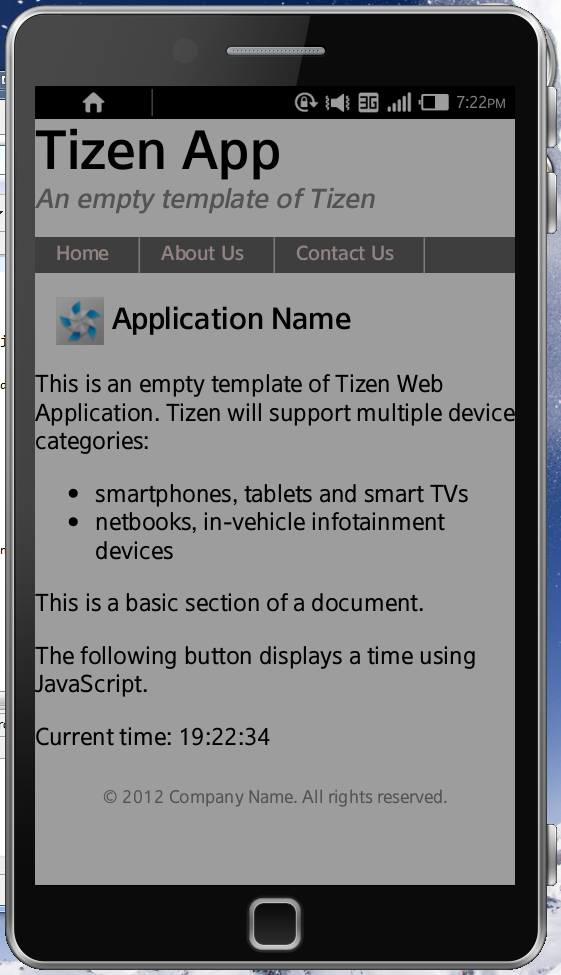 3G 7:22PM
Tizen App
An empty template of Tizen
Home About Us Contact Us
Application Name
This is an empty template of Tizen Web
Application. Tizen will support multiple device
categories:
• smartphones, tablets and smart TVs
• netbooks, in-vehicle infotainment
devices
This is a basic section of a document.
The following button displays a time using
JavaScript.
Current time: 19:22:34
© 2012 Company Name. All rights reserved.